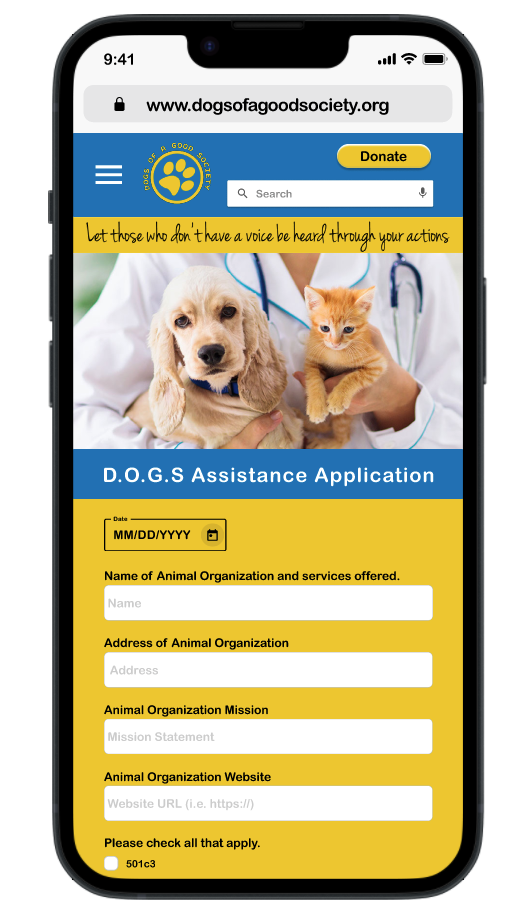 9:41
www.dogsofagoodsociety.org
DOGS OF A GOOD SOCIETY
Donate
Search
Let those who don't have a voice be heard through your actions
D.O.G.S Assistance Application
Date
MM/DD/YYYY
Name of Animal Organization and services offered.
Name
Address of Animal Organization
Address
Animal Organization Mission
Mission Statement
Animal Organization Website
Website URL (i.e. https://)
Please check all that apply.
501c3